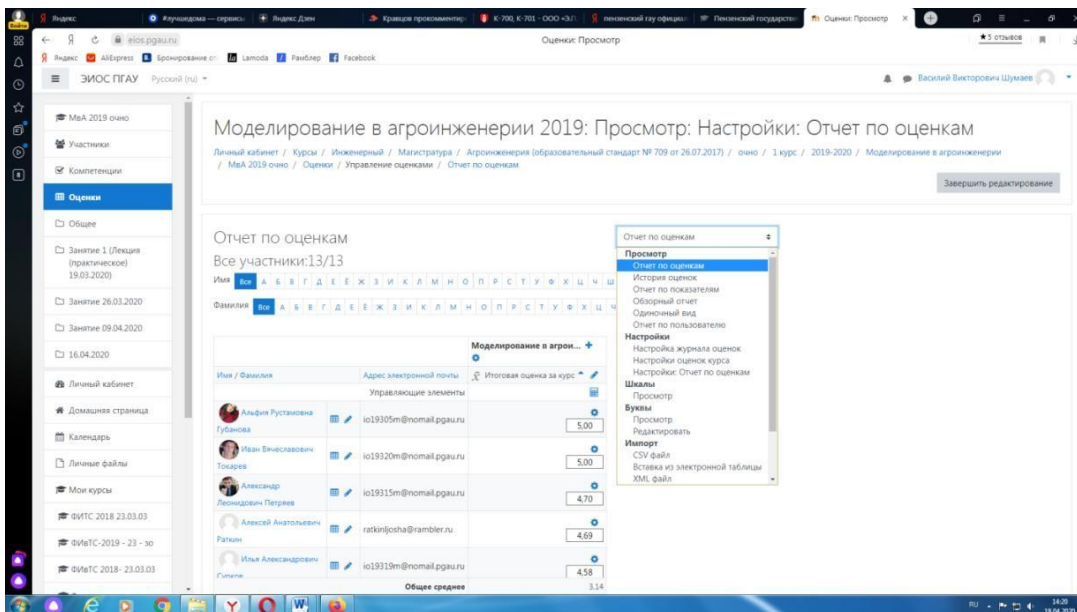 Войти
Яндекс
#лучшедома — сервисы
Яндекс Дзен
Кравцов прокомментир
К-700, К-701 - ООО «З/
пензенский гау официал
Пензенский государстве
Оценки: Просмотр
eios.pgau.ru
Оценки: Просмотр
★ 5 отзывов
Яндекс
AliExpress
Бронирование от
Lamoda
Рамблер
Facebook
ЭИОС ПГАУ
Русский (ru)
Василий Викторович Шумаев
МвА 2019 очно
Участники
Компетенции
Оценки
Общее
Занятие 1 (Лекция
(практическое)
19.03.2020)
Занятие 26.03.2020
Занятие 09.04.2020
16.04.2020
Личный кабинет
Домашняя страница
Календарь
Личные файлы
Мои курсы
ФИТС 2018 23.03.03
ФИвТС-2019 - 23 - зо
ФИвТС 2018- 23.03.03
Моделирование в агроинженерии 2019: Просмотр: Настройки: Отчет по оценкам
Личный кабинет / Курсы / Инженерный / Магистратура / Агроинженерия (образовательный стандарт № 709 от 26.07.2017) / очно / 1 курс / 2019-2020 / Моделирование в агроинженерии
/ МвА 2019 очно / Оценки / Управление оценками / Отчет по оценкам
Завершить редактирование
Отчет по оценкам
Все участники:13/13
Имя Все А Б В Г Д Е Ё Ж З И К Л М Н О П Р С Т У Ф Х Ц Ч Ш
Фамилия Все А Б В Г Д Е Ё Ж З И К Л М Н О П Р С Т У Ф Х Ц Ч
Моделирование в агрои...
Имя / Фамилия
Адрес электронной почты
Итоговая оценка за курс
Управляющие элементы
Альфия Рустамовна
Губанова
io19305m@nomail.pgau.ru
5,00
Иван Вячеславович
Токарев
io19320m@nomail.pgau.ru
5,00
Александр
Леонидович Петряев
io19315m@nomail.pgau.ru
4,70
Алексей Анатольевич
Раткин
ratkinljosha@rambler.ru
4,69
Илья Александрович
io19319m@nomail.pgau.ru
4,58
Общее среднее
3,14
Отчет по оценкам
Просмотр
Отчет по оценкам
История оценок
Отчет по показателям
Обзорный отчет
Одиночный вид
Отчет по пользователю
Настройки
Настройка журнала оценок
Настройки оценок курса
Настройки: Отчет по оценкам
Шкалы
Просмотр
Буквы
Просмотр
Редактировать
Импорт
CSV файл
Вставка из электронной таблицы
XML файл
RU
14:20
18.04.2020